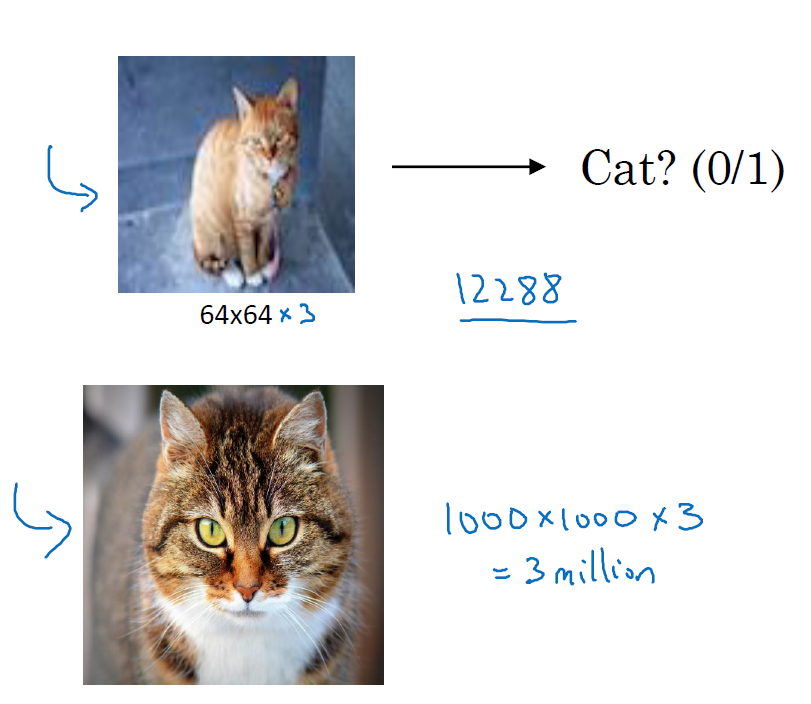 Cat? (0/1)
64x64 × 3
12288
1000 × 1000 × 3
= 3 million